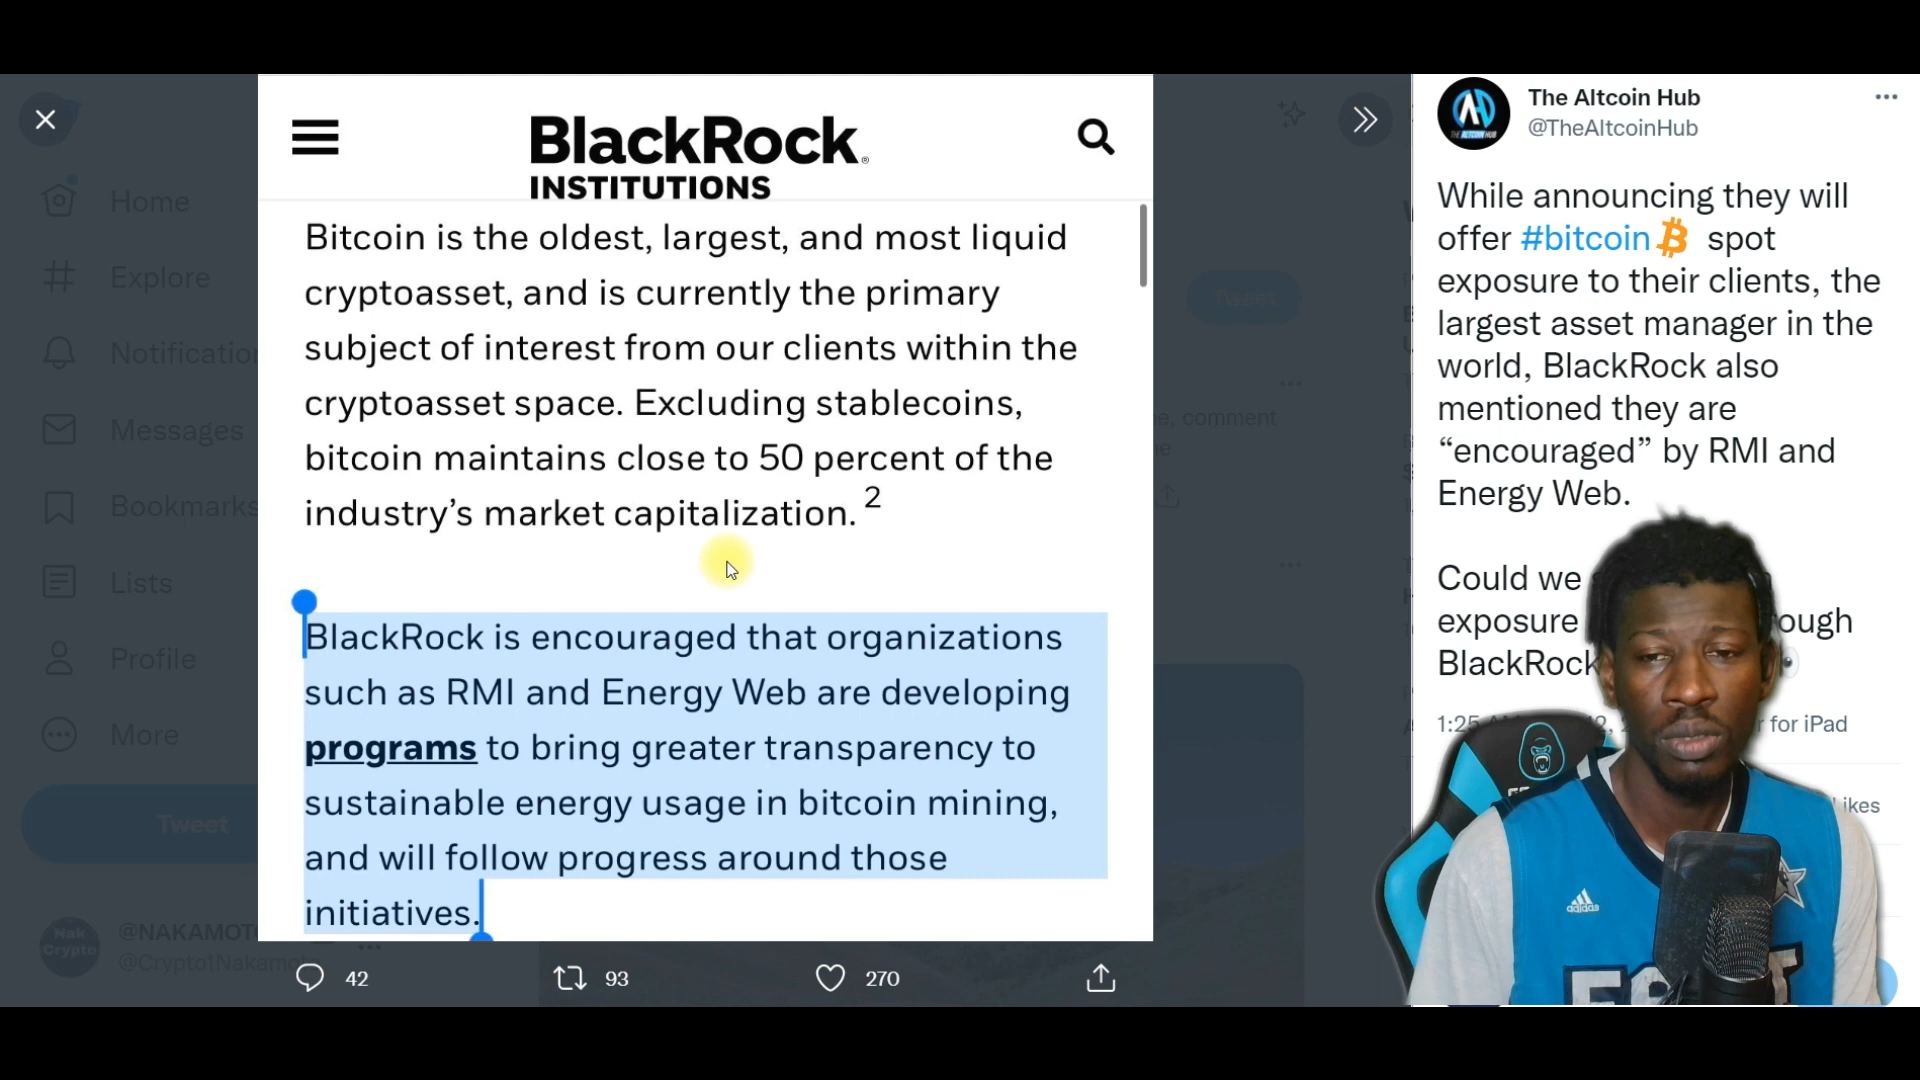 BlackRock®
INSTITUTIONS
Bitcoin is the oldest, largest, and most liquid
cryptoasset, and is currently the primary
subject of interest from our clients within the
cryptoasset space. Excluding stablecoins,
bitcoin maintains close to 50 percent of the
industry’s market capitalization. 2
BlackRock is encouraged that organizations
such as RMI and Energy Web are developing
programs to bring greater transparency to
sustainable energy usage in bitcoin mining,
and will follow progress around those
initiatives.
42
93
270
Home
Explore
Messages
Bookmarks
Lists
Profile
More
Tweet
Nak
Crypto
Tweet
comment
The Altcoin Hub
@TheAltcoinHub
While announcing they will
offer #bitcoin spot
exposure to their clients, the
largest asset manager in the
world, BlackRock also
mentioned they are
“encouraged” by RMI and
Energy Web.
Could we
exposure
BlackRock
for iPad
adidas